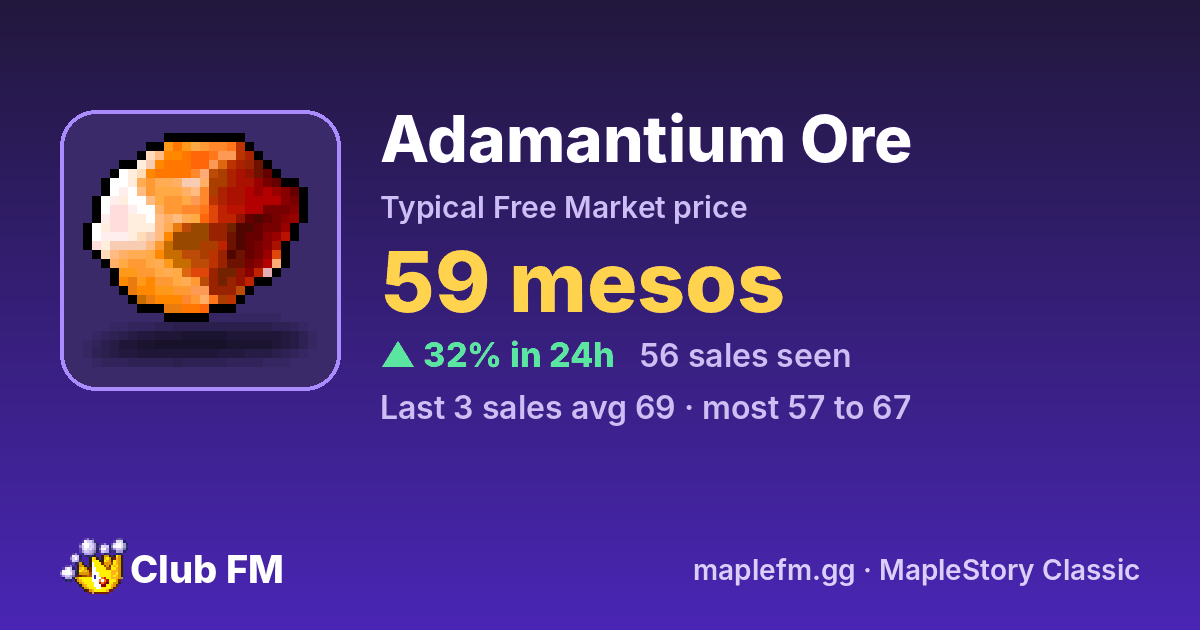 Adamantium Ore
Typical Free Market price
59 mesos
▲ 32% in 24h 56 sales seen
Last 3 sales avg 69 · most 57 to 67
Club FM
maplefm.gg · MapleStory Classic